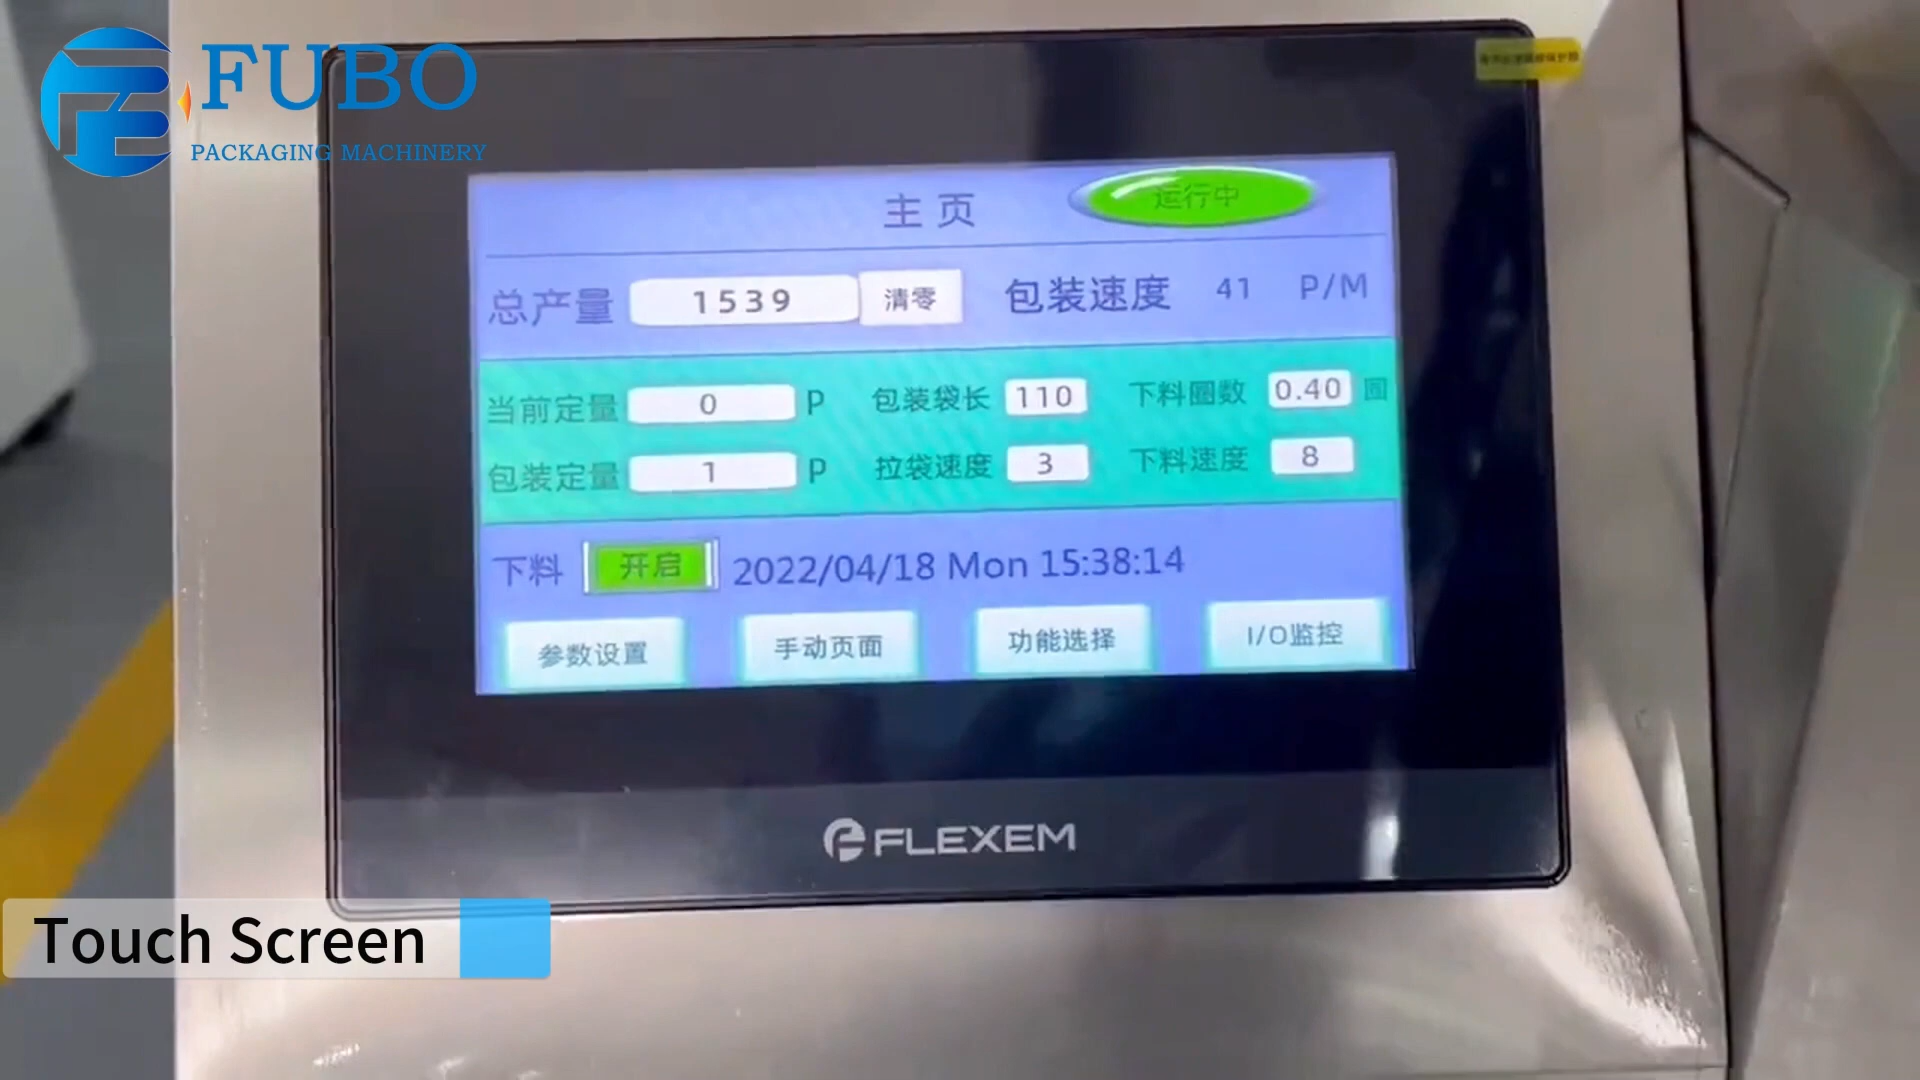 FUBO
PACKAGING MACHINERY
主页 运行中
总产量 1539 清零 包装速度 41 P/M
当前定量 0 P 包装袋长 110 下料圈数 0.40 圈
包装定量 1 P 拉袋速度 3 下料速度 8
下料 开启 2022/04/18 Mon 15:38:14
参数设置 手动页面 功能选择 I/O监控
FLEXEM
Touch Screen